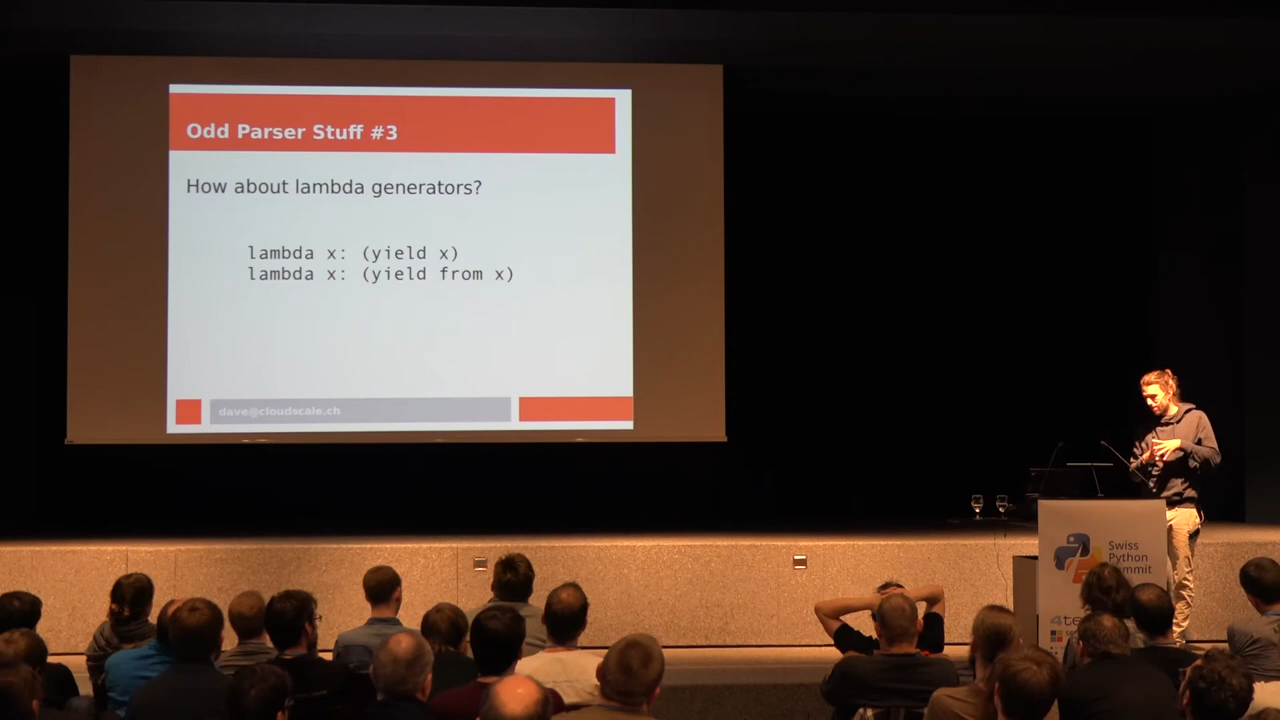 Odd Parser Stuff #3
How about lambda generators?
lambda x: (yield x)
lambda x: (yield from x)
dave@cloudscale.ch
Swiss
Python
Summit